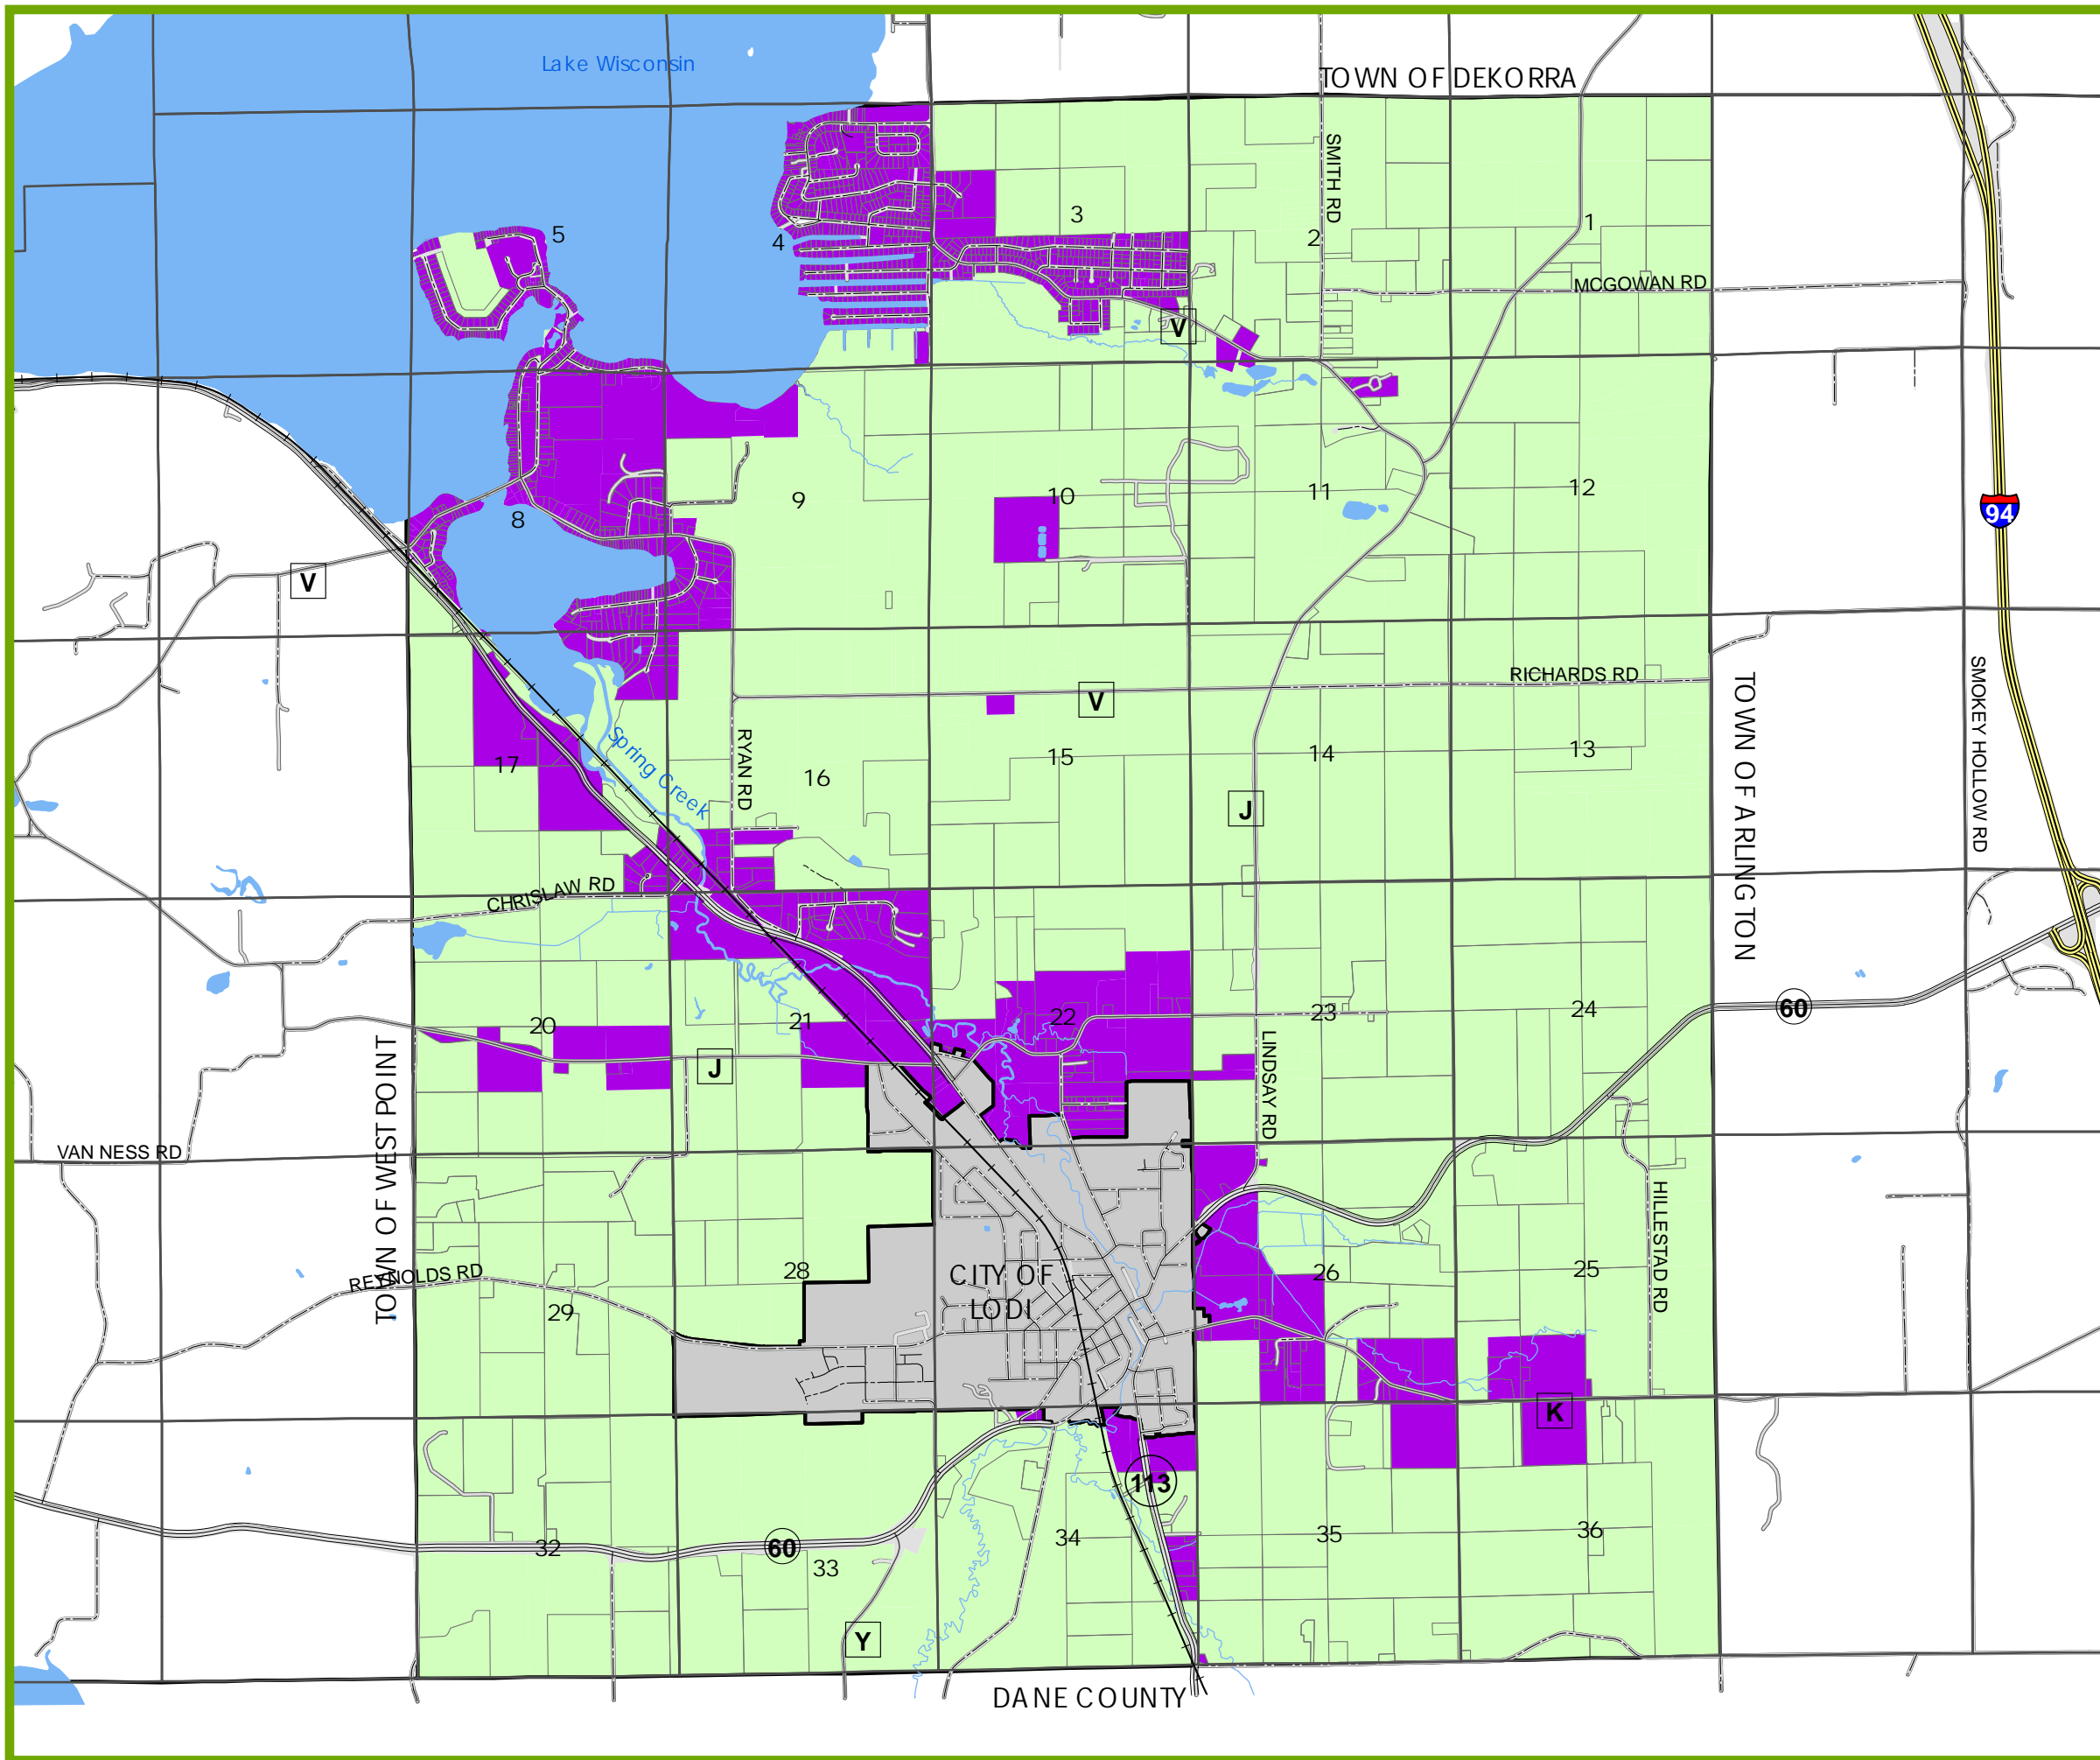 Lake Wisconsin
TOWN OF DEKORRA
SMITH RD
5
4
3
2
1
MCGOWAN RD
V
8
9
10
11
12
94
V
RICHARDS RD
V
TOWN OF ARLINGTON
SMOKEY HOLLOW RD
Spring Creek
RYAN RD
17
16
15
14
13
J
CHRISLAW RD
20
21
22
23
24
60
J
LINDSAY RD
TOWN OF WEST POINT
VAN NESS RD
HILLESTAD RD
REYNOLDS RD
29
28
CITY OF
LODI
26
25
K
113
32
60
33
34
35
36
Y
DANE COUNTY